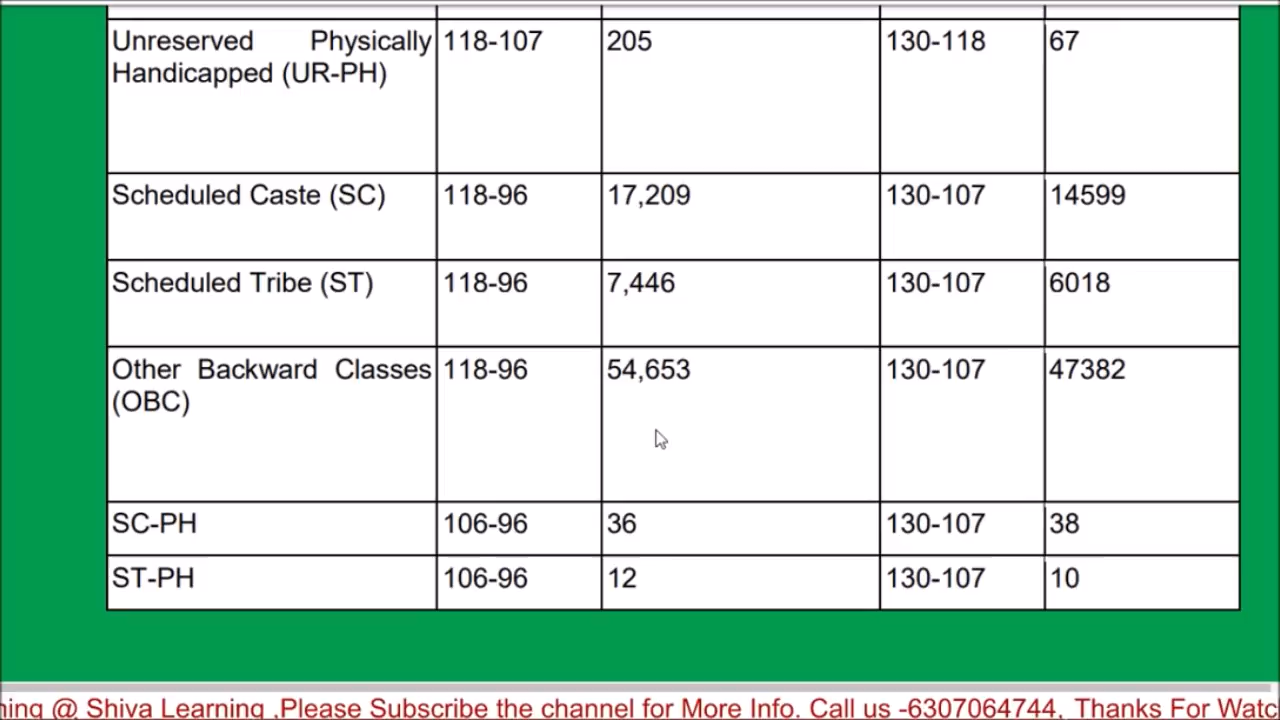 Unreserved Physically 118-107 205 130-118 67
Handicapped (UR-PH)
Scheduled Caste (SC) 118-96 17,209 130-107 14599
Scheduled Tribe (ST) 118-96 7,446 130-107 6018
Other Backward Classes 118-96 54,653 130-107 47382
(OBC)
SC-PH 106-96 36 130-107 38
ST-PH 106-96 12 130-107 10
ning @ Shiva Learning ,Please Subscribe the channel for More Info. Call us -6307064744, Thanks For Watc